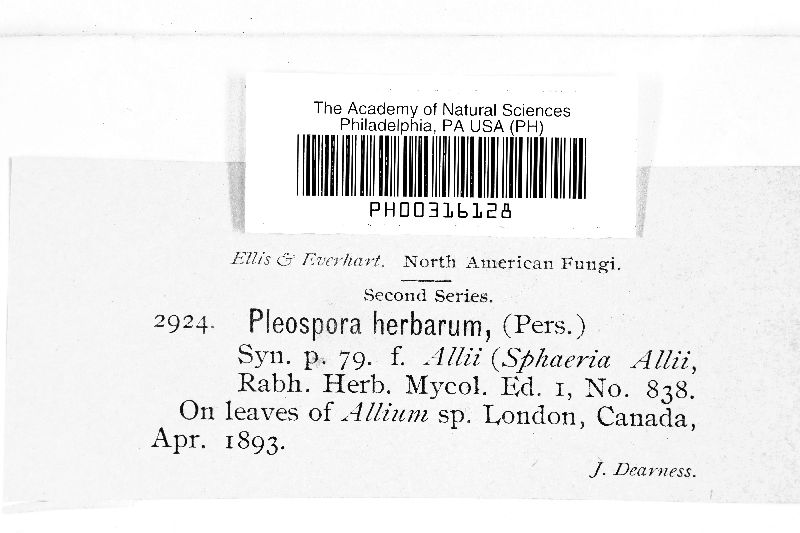 The Academy of Natural Sciences
Philadelphia, PA USA (PH)
PH00316128
Ellis & Everhart. North American Fungi.
Second Series.
2924. Pleospora herbarum, (Pers.)
Syn. p. 79. f. Allii (Sphaeria Allii,
Rabh. Herb. Mycol. Ed. 1, No. 838.
On leaves of Allium sp. London, Canada,
Apr. 1893.
J. Dearness.